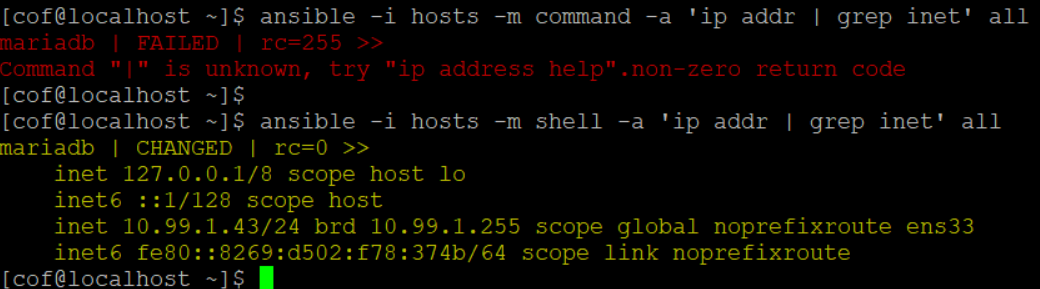 [cof@localhost ~]$ ansible -i hosts -m command -a 'ip addr | grep inet' all
mariadb | FAILED | rc=255 >>
Command "|" is unknown, try "ip address help".non-zero return code
[cof@localhost ~]$
[cof@localhost ~]$ ansible -i hosts -m shell -a 'ip addr | grep inet' all
mariadb | CHANGED | rc=0 >>
    inet 127.0.0.1/8 scope host lo
    inet6 ::1/128 scope host
    inet 10.99.1.43/24 brd 10.99.1.255 scope global noprefixroute ens33
    inet6 fe80::8269:d502:f78:374b/64 scope link noprefixroute
[cof@localhost ~]$